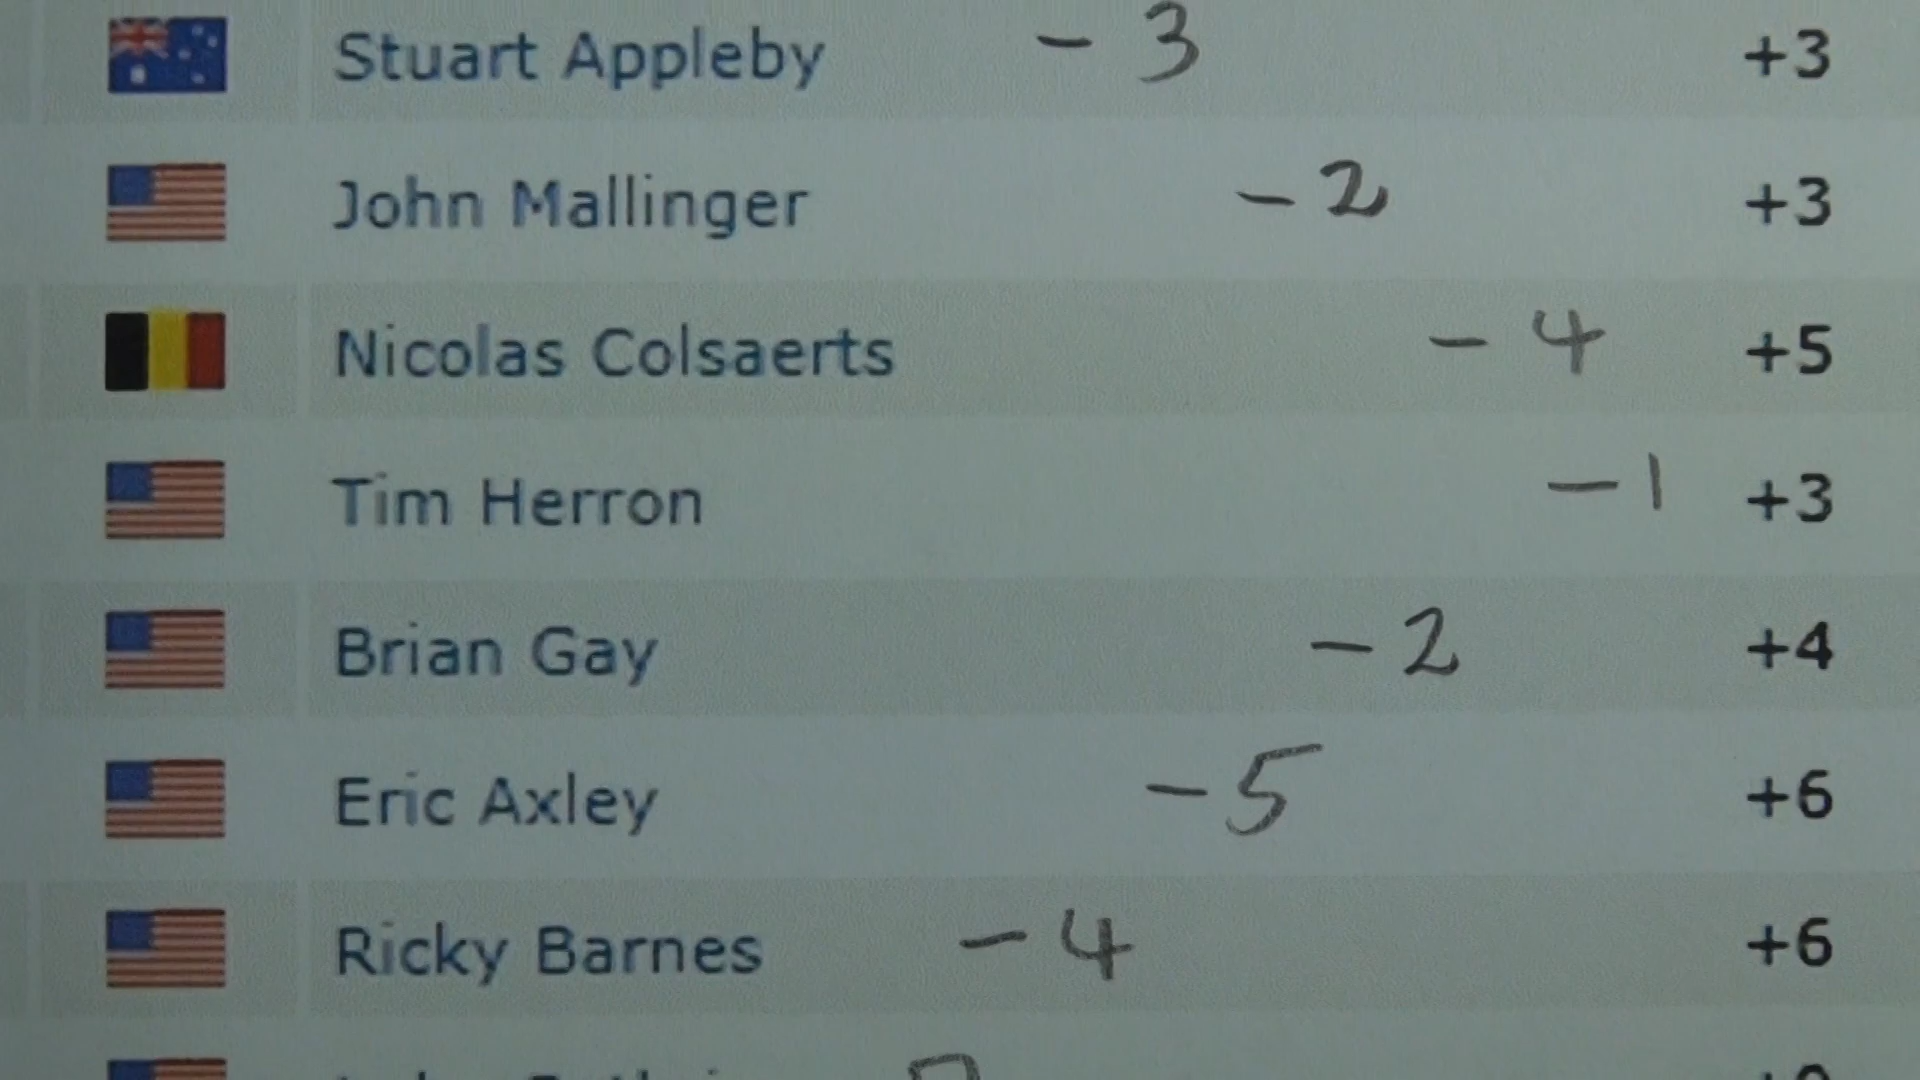 Stuart Appleby - 3 +3
John Mallinger - 2 +3
Nicolas Colsaerts - 4 +5
Tim Herron - 1 +3
Brian Gay - 2 +4
Eric Axley - 5 +6
Ricky Barnes - 4 +6